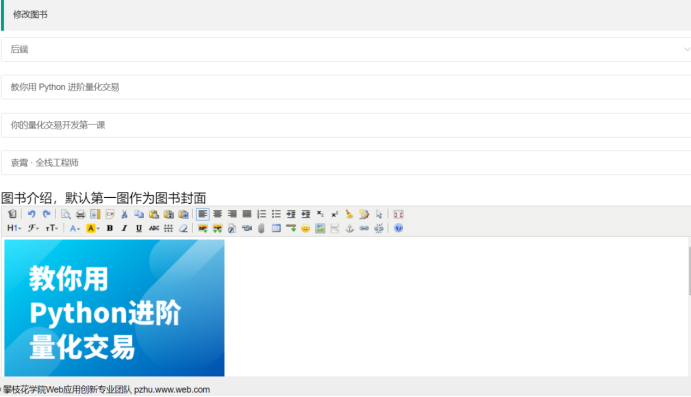 修改图书
后端
教你用 Python 进阶量化交易
你的量化交易开发第一课
袁霄 · 全栈工程师
图书介绍，默认第一图作为图书封面
H1 ℱ тT A A B I U ABC
教你用
Python进阶
量化交易
攀枝花学院Web应用创新专业团队 pzhu.www.web.com